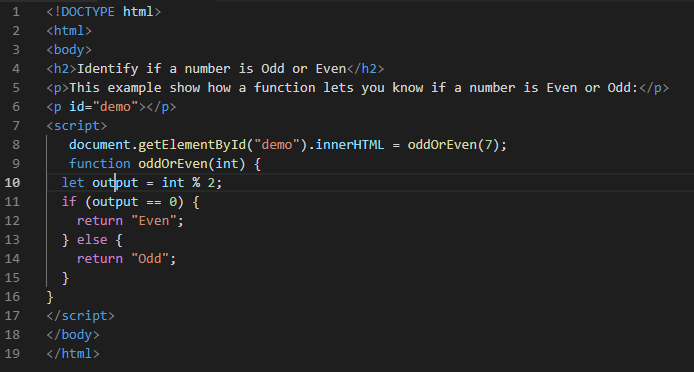 1 <!DOCTYPE html>
2 <html>
3 <body>
4 <h2>Identify if a number is Odd or Even</h2>
5 <p>This example show how a function lets you know if a number is Even or Odd:</p>
6 <p id="demo"></p>
7 <script>
8    document.getElementById("demo").innerHTML = oddOrEven(7);
9    function oddOrEven(int) {
10   let output = int % 2;
11   if (output == 0) {
12     return "Even";
13   } else {
14     return "Odd";
15   }
16 }
17 </script>
18 </body>
19 </html>